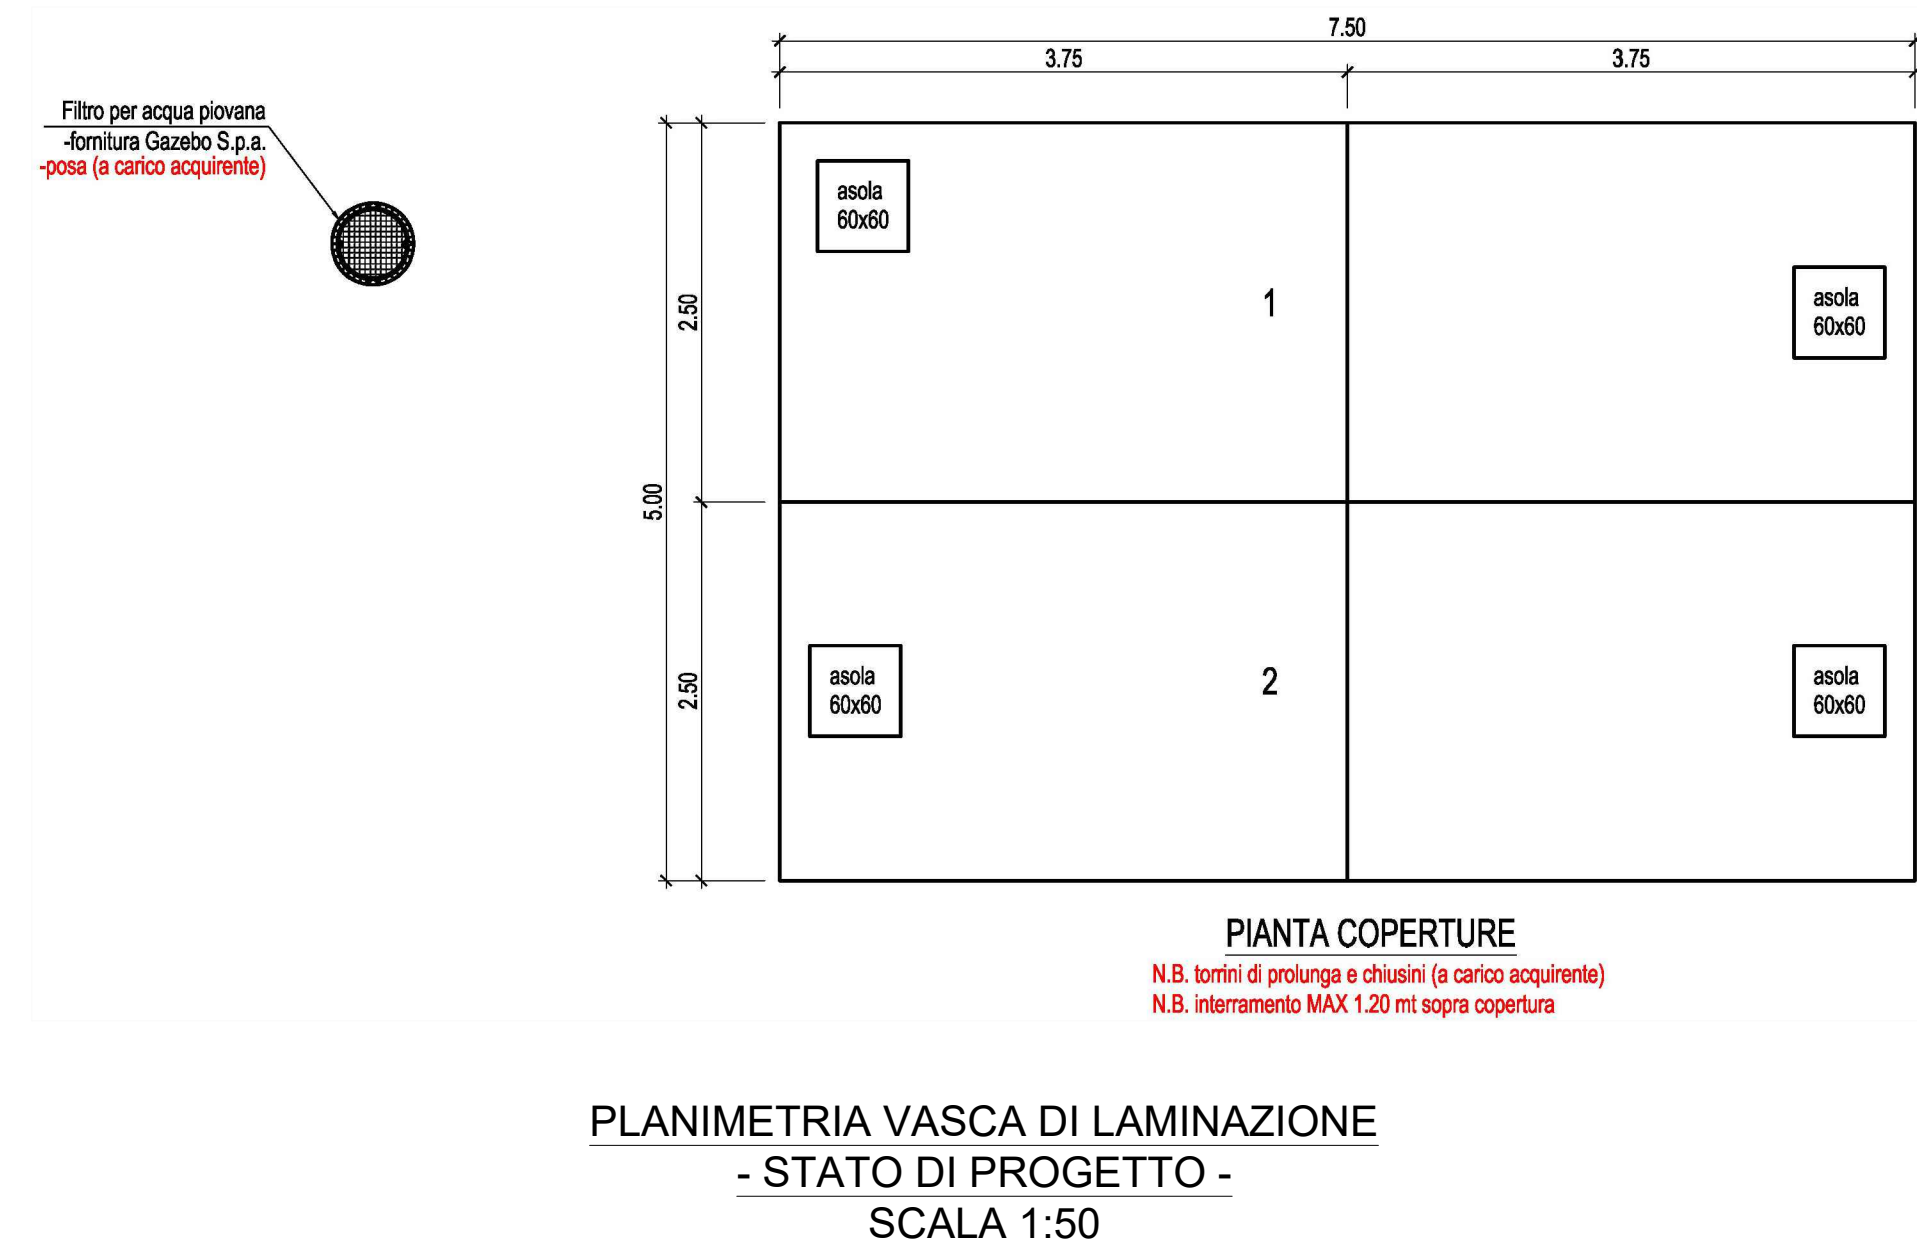 7.50
3.75
3.75
Filtro per acqua piovana
-fornitura Gazebo S.p.a.
-posa (a carico acquirente)
asola
60x60
1
asola
60x60
2.50
5.00
2.50
asola
60x60
2
asola
60x60
PIANTA COPERTURE
N.B. torrini di prolunga e chiusini (a carico acquirente)
N.B. interramento MAX 1.20 mt sopra copertura
PLANIMETRIA VASCA DI LAMINAZIONE
- STATO DI PROGETTO -
SCALA 1:50